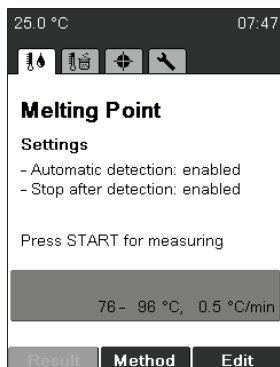 25.0 °C 07:47
Melting Point
Settings
- Automatic detection: enabled
- Stop after detection: enabled
Press START for measuring
76 - 96 °C, 0.5 °C/min
Result Method Edit